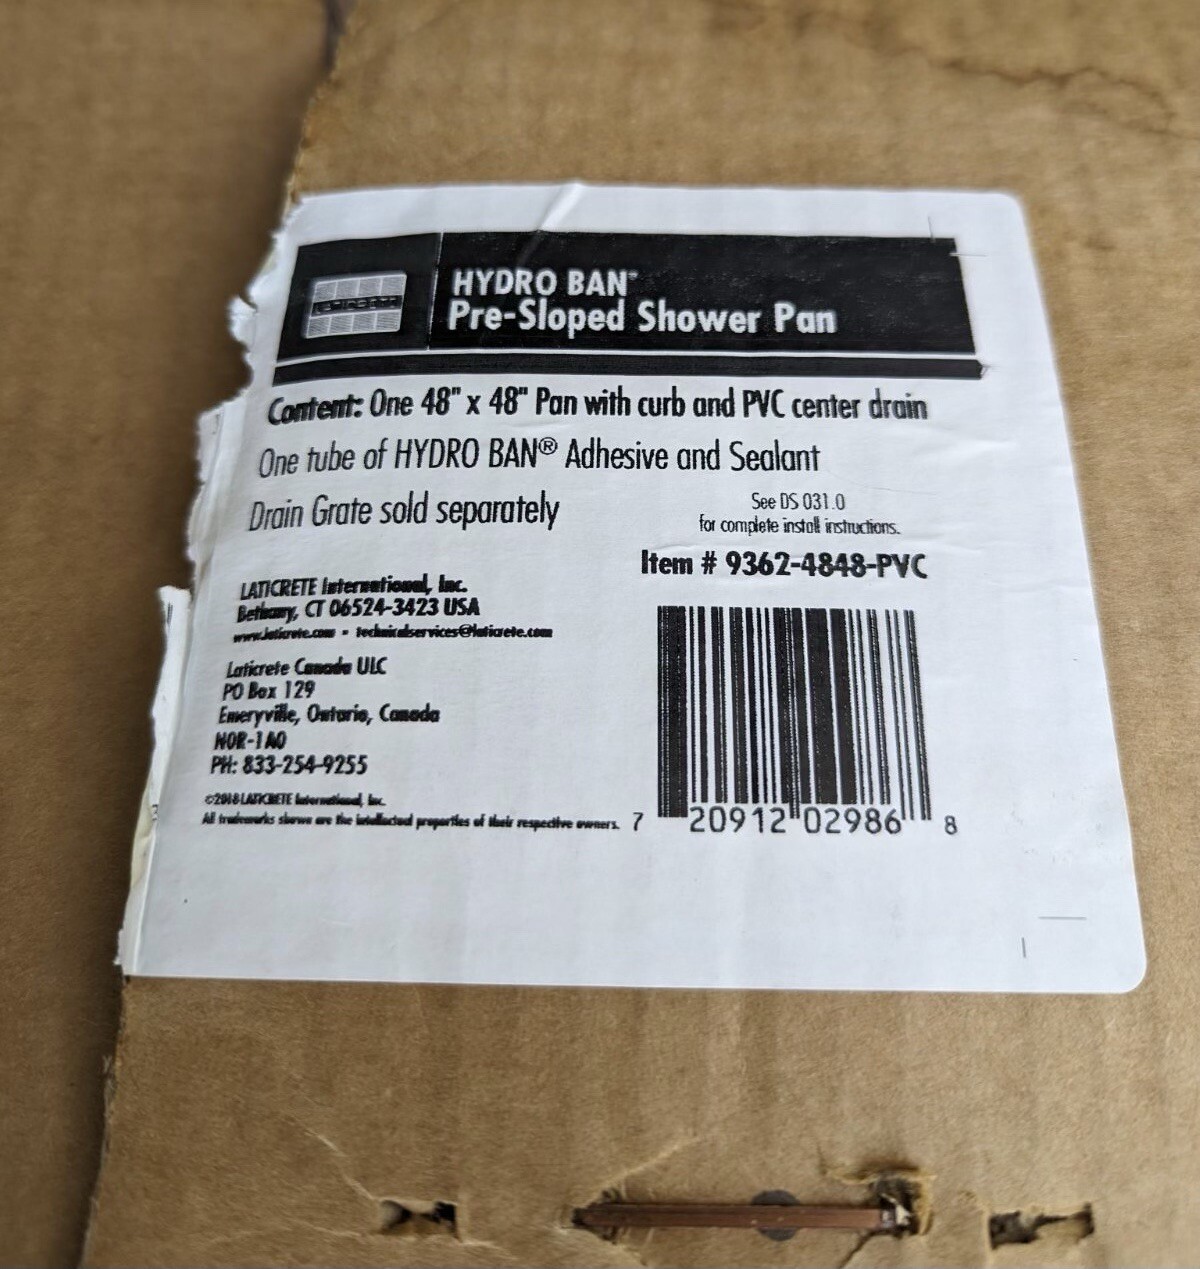 LATICRETE
HYDRO BAN™
Pre-Sloped Shower Pan
Content: One 48" x 48" Pan with curb and PVC center drain
One tube of HYDRO BAN® Adhesive and Sealant
Drain Grate sold separately
See DS 031.0
for complete install instructions.
Item # 9362-4848-PVC
LATICRETE International, Inc.
Bethany, CT 06524-3423 USA
www.laticrete.com • technicalservices@laticrete.com
Laticrete Canada ULC
PO Box 129
Emeryville, Ontario, Canada
N0R-1A0
PH: 833-254-9255
©2018 LATICRETE International, Inc.
All trademarks shown are the intellectual properties of their respective owners.
7 20912 02986 8